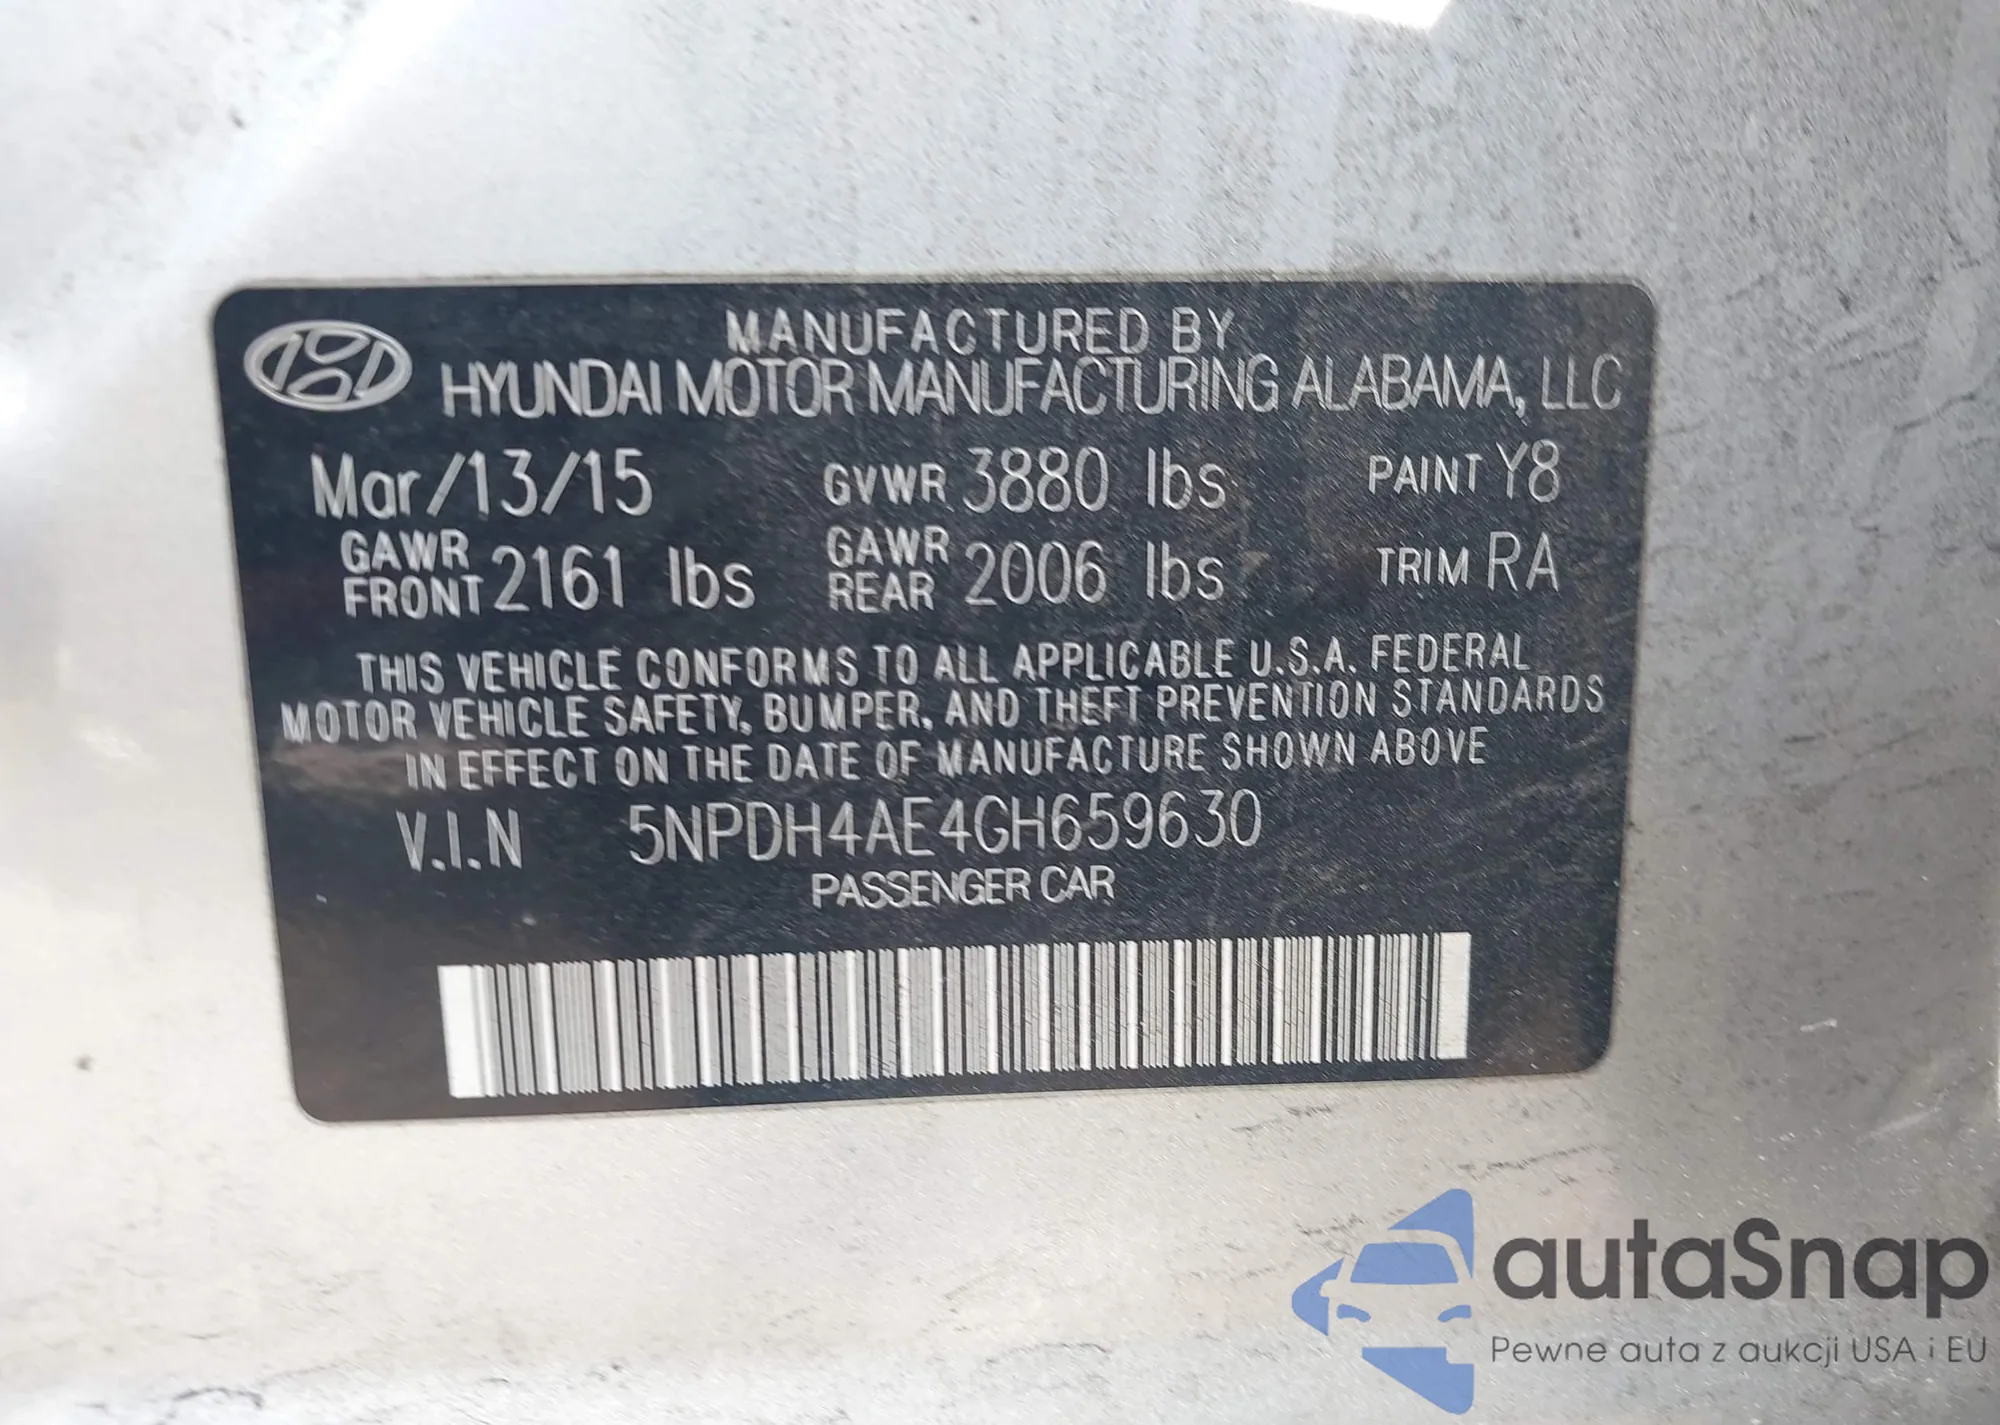 MANUFACTURED BY
HYUNDAI MOTOR MANUFACTURING ALABAMA, LLC
Mar/13/15 GVWR 3880 lbs PAINT Y8
GAWR FRONT 2161 lbs GAWR REAR 2006 lbs TRIM RA
THIS VEHICLE CONFORMS TO ALL APPLICABLE U.S.A. FEDERAL
MOTOR VEHICLE SAFETY, BUMPER, AND THEFT PREVENTION STANDARDS
IN EFFECT ON THE DATE OF MANUFACTURE SHOWN ABOVE
V.I.N 5NPDH4AE4GH659630
PASSENGER CAR
autaSnap
Pewne auta z aukcji USA i EU